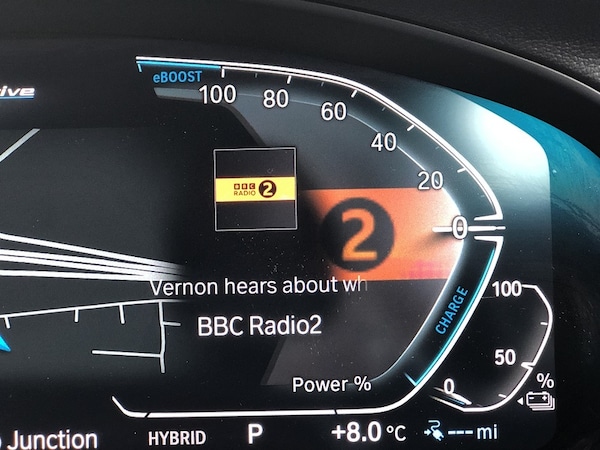 eBOOST
100
80
60
40
20
0
BBC
RADIO 2
2
Vernon hears about wh
BBC Radio2
CHARGE
100
50
0
%
Power %
Junction
HYBRID P +8.0 °C --- mi